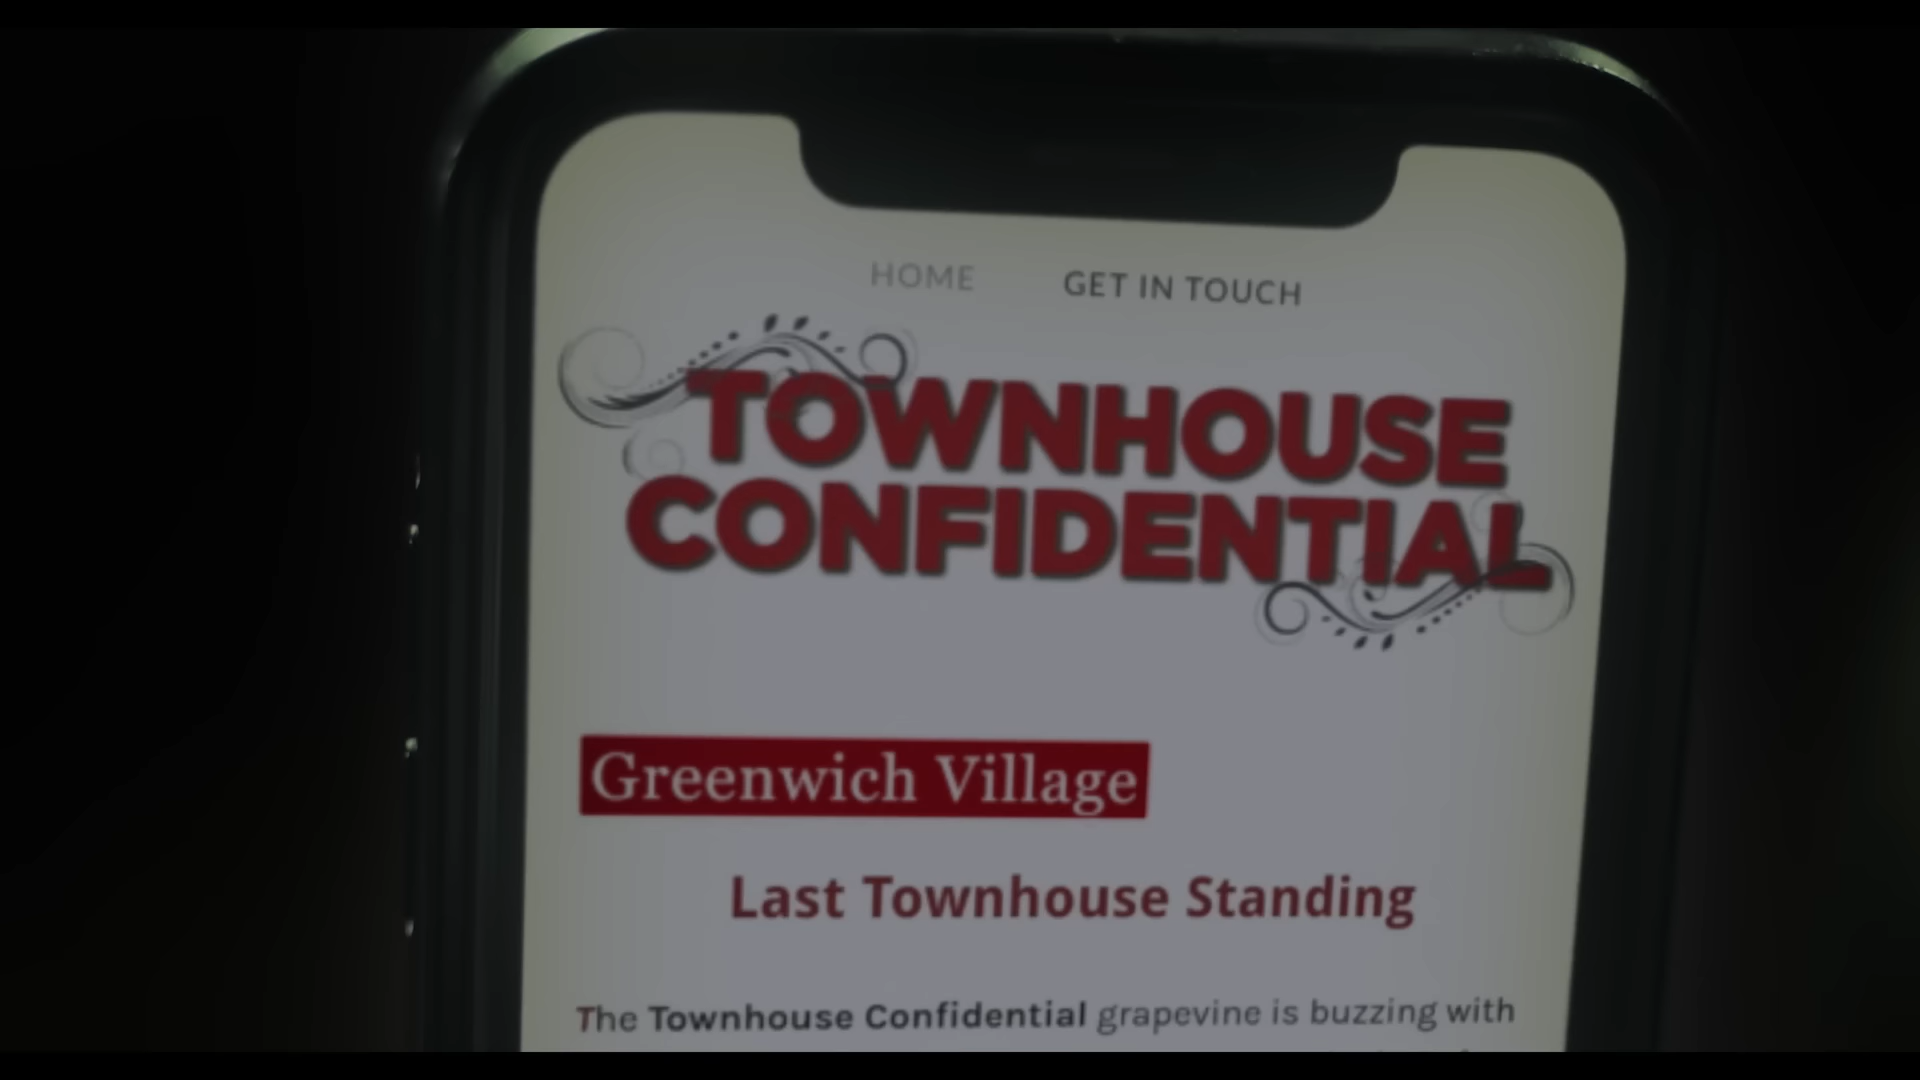 HOME GET IN TOUCH
TOWNHOUSE
CONFIDENTIAL
Greenwich Village
Last Townhouse Standing
The Townhouse Confidential grapevine is buzzing with